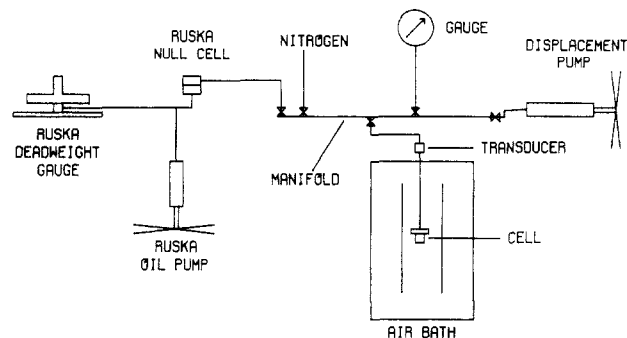 RUSKA
NULL CELL
NITROGEN
GAUGE
DISPLACEMENT
PUMP
RUSKA
DEADWEIGHT
GAUGE
TRANSDUCER
MANIFOLD
CELL
RUSKA
OIL PUMP
AIR BATH